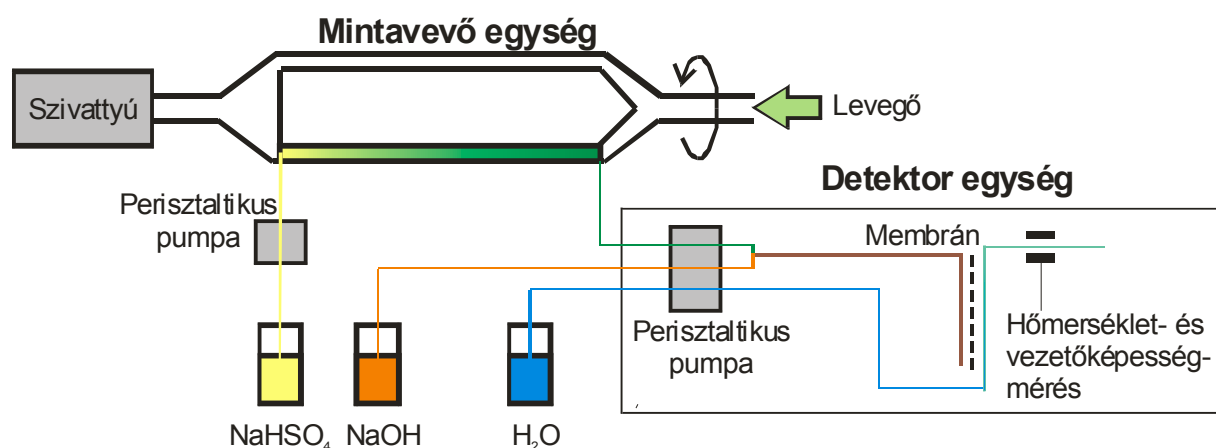 Mintavevő egység
Szivattyú
Levegő
Perisztaltikus
pumpa
Detektor egység
Membrán
Perisztaltikus
pumpa
Hőmérséklet- és
vezetőképesség-
mérés
NaHSO₄
NaOH
H₂O